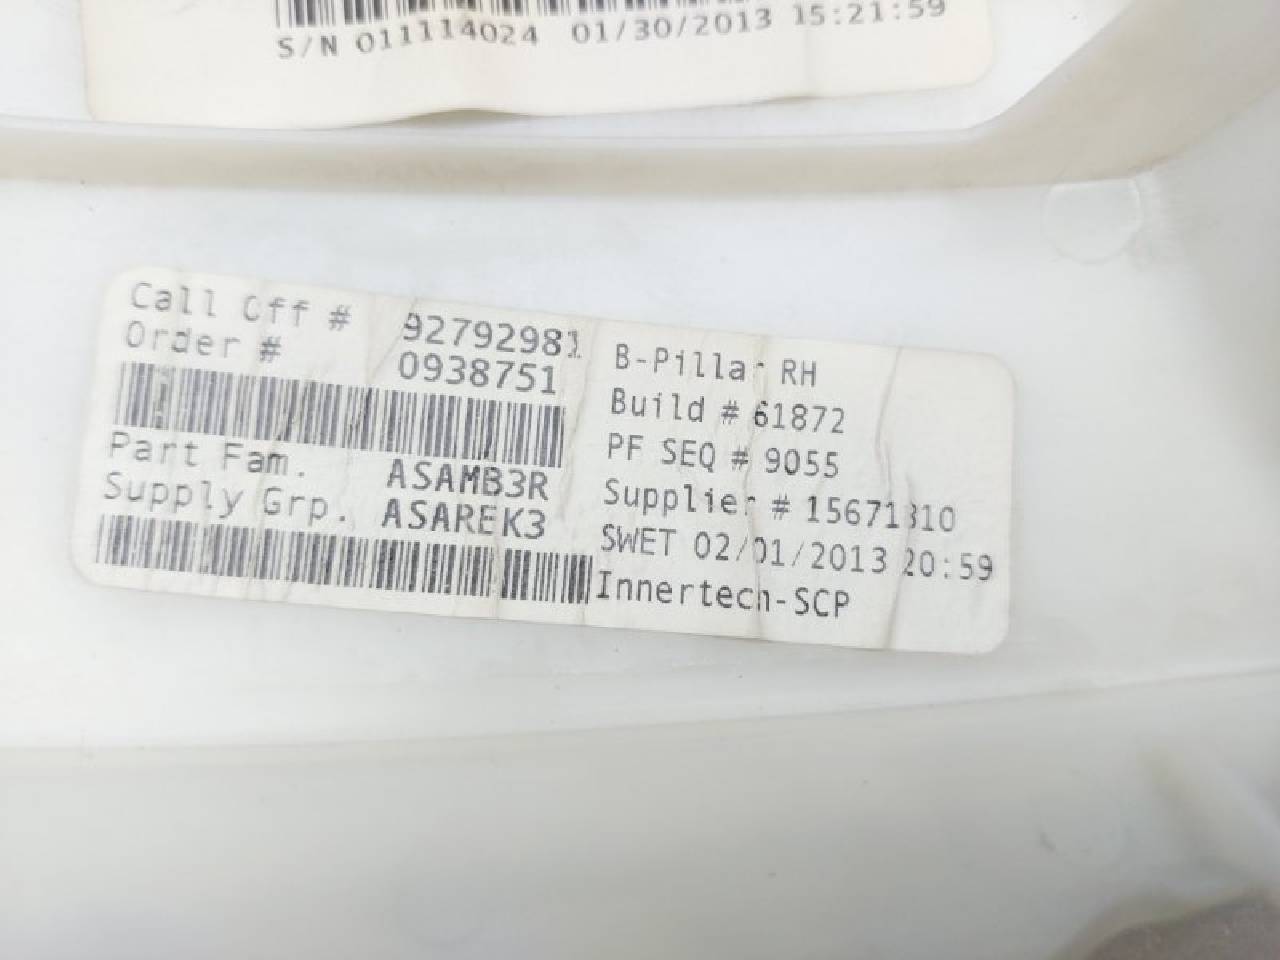 S/N 011114024 01/30/2013 15:21:59
Call Off # 92792981
Order # 0938751
Part Fam. ASAMB3R
Supply Grp. ASAREK3
B-Pillar RH
Build # 61872
PF SEQ # 9055
Supplier # 15671310
SWET 02/01/2013 20:59
Innertech-SCP